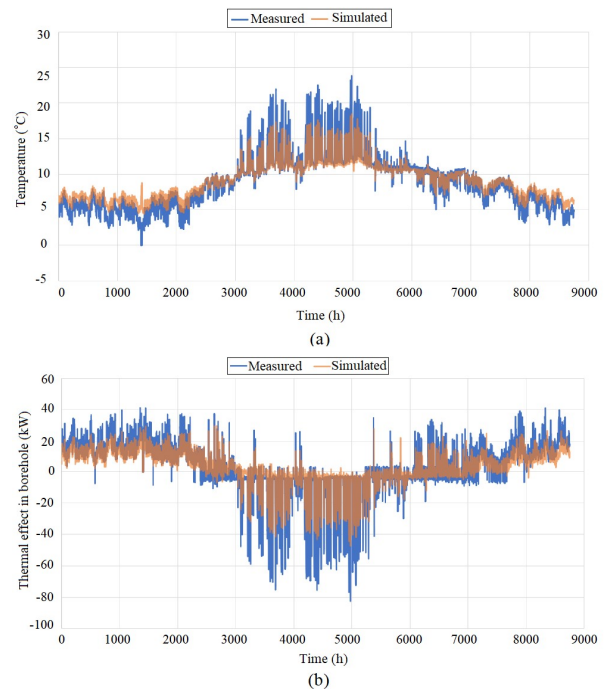 Measured Simulated
30
25
20
15
10
5
0
-5
Temperature (˚C)
0 1000 2000 3000 4000 5000 6000 7000 8000 9000
Time (h)
(a)
Measured Simulated
60
40
20
0
-20
-40
-60
-80
-100
Thermal effect in borehole (kW)
0 1000 2000 3000 4000 5000 6000 7000 8000 9000
Time (h)
(b)